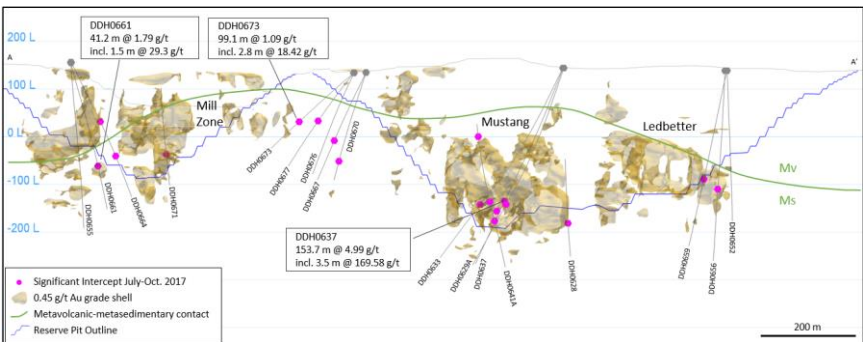 DDH0661
41.2 m @ 1.79 g/t
incl. 1.5 m @ 29.3 g/t
DDH0673
99.1 m @ 1.09 g/t
incl. 2.8 m @ 18.42 g/t
200 L
A
A'
100 L
Mill
Zone
Mustang
Ledbetter
0 L
DDH0673
DDH0677
DDH0676
DDH0667
DDH0670
Mv
Ms
-100 L
DDH0655
DDH0661
DDH0664
DDH0671
-200 L
DDH0637
153.7 m @ 4.99 g/t
incl. 3.5 m @ 169.58 g/t
DDH0633
DDH0629A
DDH0637
DDH0641A
DDH0628
DDH0659
DDH0656
DDH0652
Significant Intercept July-Oct. 2017
0.45 g/t Au grade shell
Metavolcanic-metasedimentary contact
Reserve Pit Outline
200 m